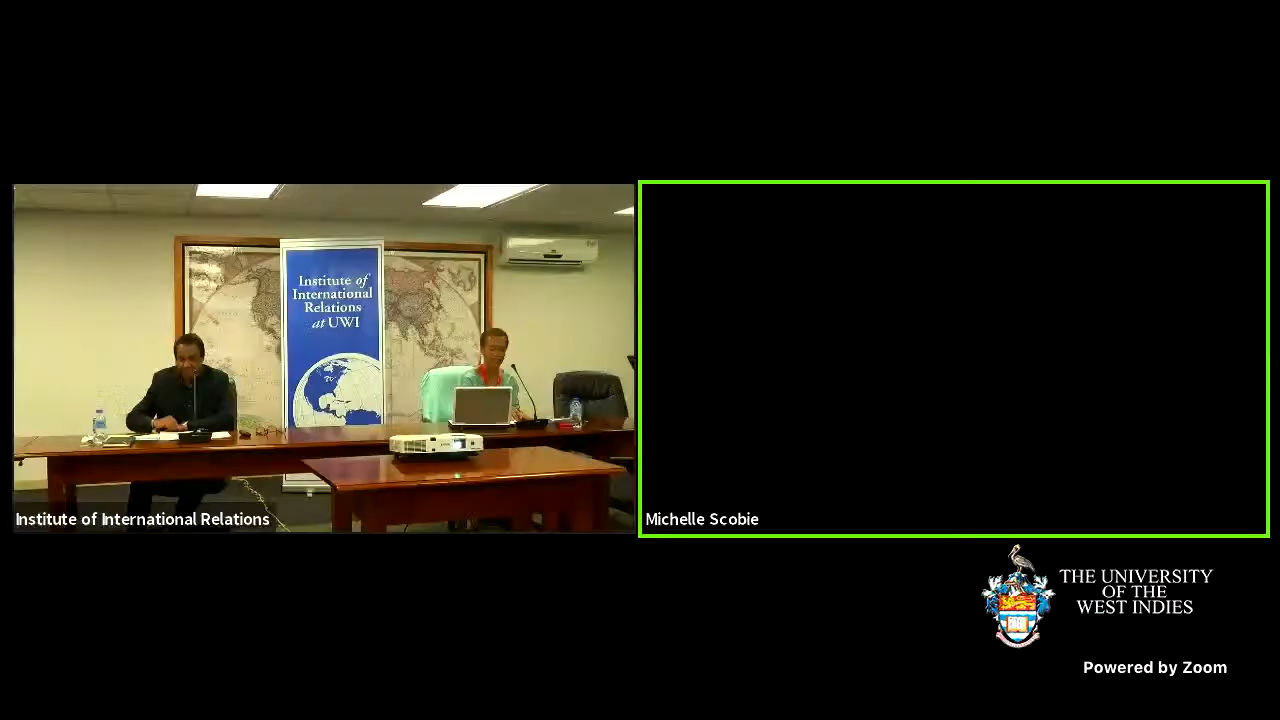 Institute of
International
Relations
at UWI
Institute of International Relations
Michelle Scobie
THE UNIVERSITY
OF THE
WEST INDIES
Powered by Zoom